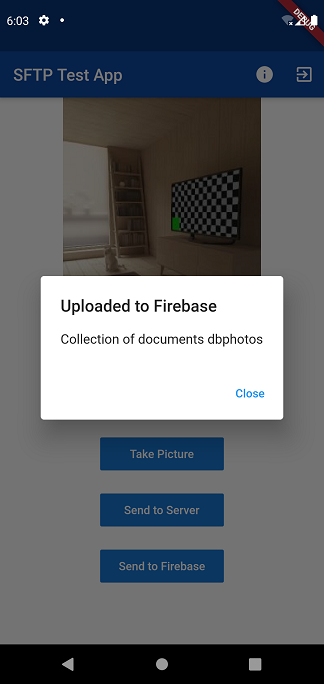 6:03
DEBUG
SFTP Test App
Uploaded to Firebase
Collection of documents dbphotos
Close
Take Picture
Send to Server
Send to Firebase